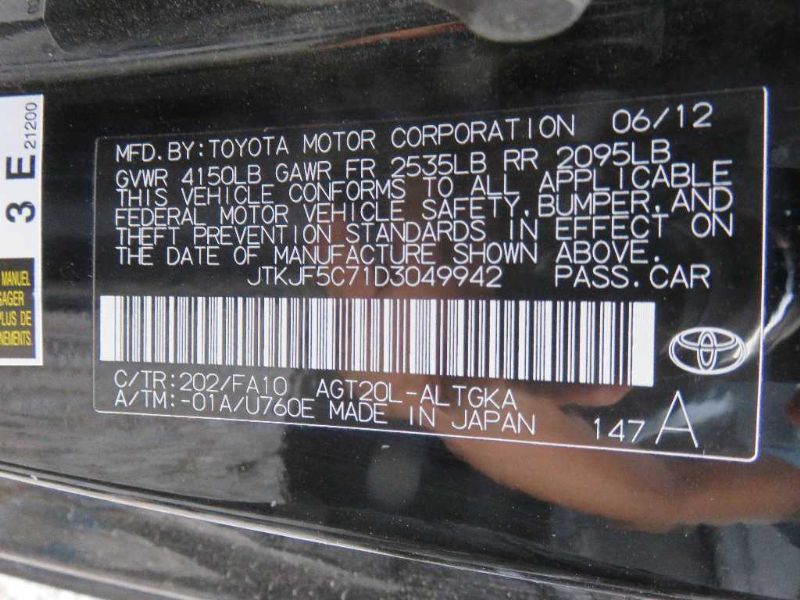 MFD.BY:TOYOTA MOTOR CORPORATION 06/12
GVWR 4150LB GAWR FR 2535LB RR 2095LB
THIS VEHICLE CONFORMS TO ALL APPLICABLE
FEDERAL MOTOR VEHICLE SAFETY,BUMPER,AND
THEFT PREVENTION STANDARDS IN EFFECT ON
THE DATE OF MANUFACTURE SHOWN ABOVE.
JTKJF5C71D3049942 PASS.CAR
C/TR:202/FA10 AGT20L-ALTGKA
A/TM:-01A/U760E MADE IN JAPAN
147 A
3 E
21200
MANUEL
PLUS DE